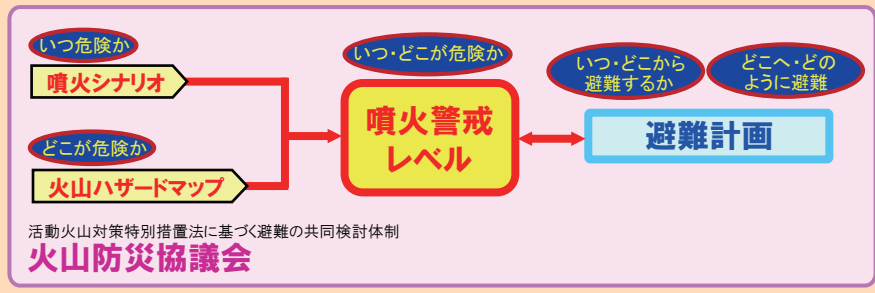 いつ危険か
噴火シナリオ
どこが危険か
火山ハザードマップ
いつ・どこが危険か
噴火警戒
レベル
いつ・どこから
避難するか
どこへ・どの
ように避難
避難計画
活動火山対策特別措置法に基づく避難の共同検討体制
火山防災協議会